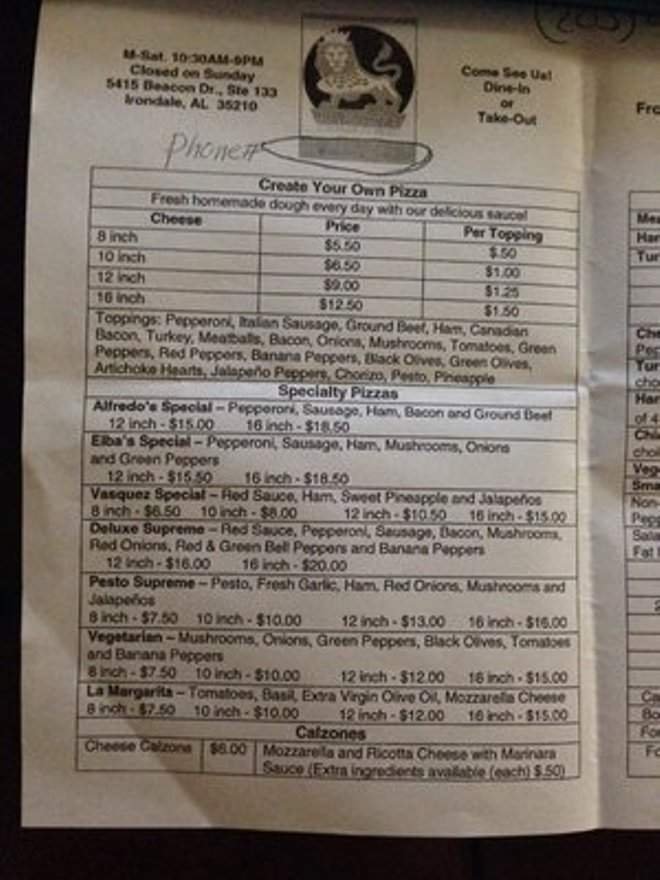 M-Sat. 10:30AM-9PM
Closed on Sunday
5415 Beacon Dr., Ste 133
Irondale, AL 35210
Come See Us!
Dine-In
or
Take-Out
Phone#
Create Your Own Pizza
Fresh homemade dough every day with our delicious sauce!
Cheese Price Per Topping
8 inch $5.50 $.50
10 inch $6.50 $1.00
12 inch $9.00 $1.25
16 inch $12.50 $1.50
Toppings: Pepperoni, Italian Sausage, Ground Beef, Ham, Canadian
Bacon, Turkey, Meatballs, Bacon, Onions, Mushrooms, Tomatoes, Green
Peppers, Red Peppers, Banana Peppers, Black Olives, Green Olives,
Artichoke Hearts, Jalapeño Peppers, Chorizo, Pesto, Pineapple
Specialty Pizzas
Alfredo's Special – Pepperoni, Sausage, Ham, Bacon and Ground Beef
12 inch - $15.00 16 inch - $18.50
Elba's Special – Pepperoni, Sausage, Ham, Mushrooms, Onions
and Green Peppers
12 inch - $15.50 16 inch - $18.50
Vasquez Special – Red Sauce, Ham, Sweet Pineapple and Jalapeños
8 inch - $6.50 10 inch - $8.00 12 inch - $10.50 16 inch - $15.00
Deluxe Supreme – Red Sauce, Pepperoni, Sausage, Bacon, Mushrooms,
Red Onions, Red & Green Bell Peppers and Banana Peppers
12 inch - $16.00 16 inch - $20.00
Pesto Supreme – Pesto, Fresh Garlic, Ham, Red Onions, Mushrooms and
Jalapeños
8 inch - $7.50 10 inch - $10.00 12 inch - $13.00 16 inch - $16.00
Vegetarian – Mushrooms, Onions, Green Peppers, Black Olives, Tomatoes
and Banana Peppers
8 inch - $7.50 10 inch - $10.00 12 inch - $12.00 16 inch - $15.00
La Margarita – Tomatoes, Basil, Extra Virgin Olive Oil, Mozzarella Cheese
8 inch - $7.50 10 inch - $10.00 12 inch - $12.00 16 inch - $15.00
Calzones
Cheese Calzone $6.00 Mozzarella and Ricotta Cheese with Marinara
Sauce (Extra ingredients available (each) $.50)